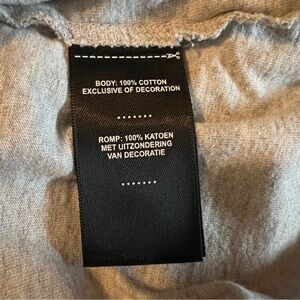 BODY: 100% COTTON
EXCLUSIVE OF DECORATION
.......
ROMP: 100% KATOEN
MET UITZONDERING
VAN DECORATIE
.......